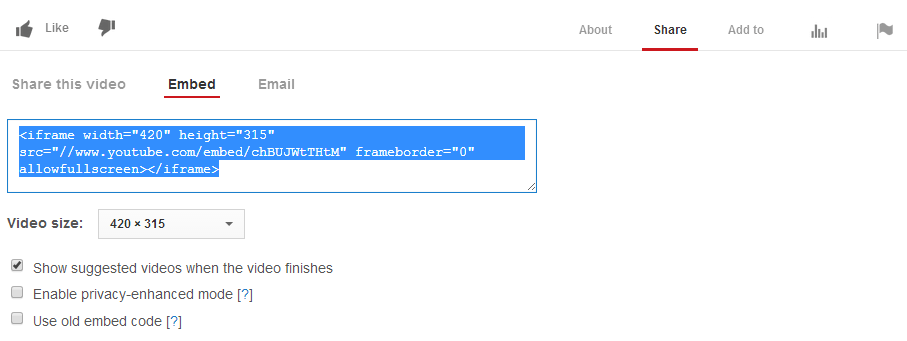 Like
About
Share
Add to
Share this video
Embed
Email
<iframe width="420" height="315"
src="//www.youtube.com/embed/chBUJWtTHtM" frameborder="0"
allowfullscreen></iframe>
Video size:
420 × 315
Show suggested videos when the video finishes
Enable privacy-enhanced mode [?]
Use old embed code [?]